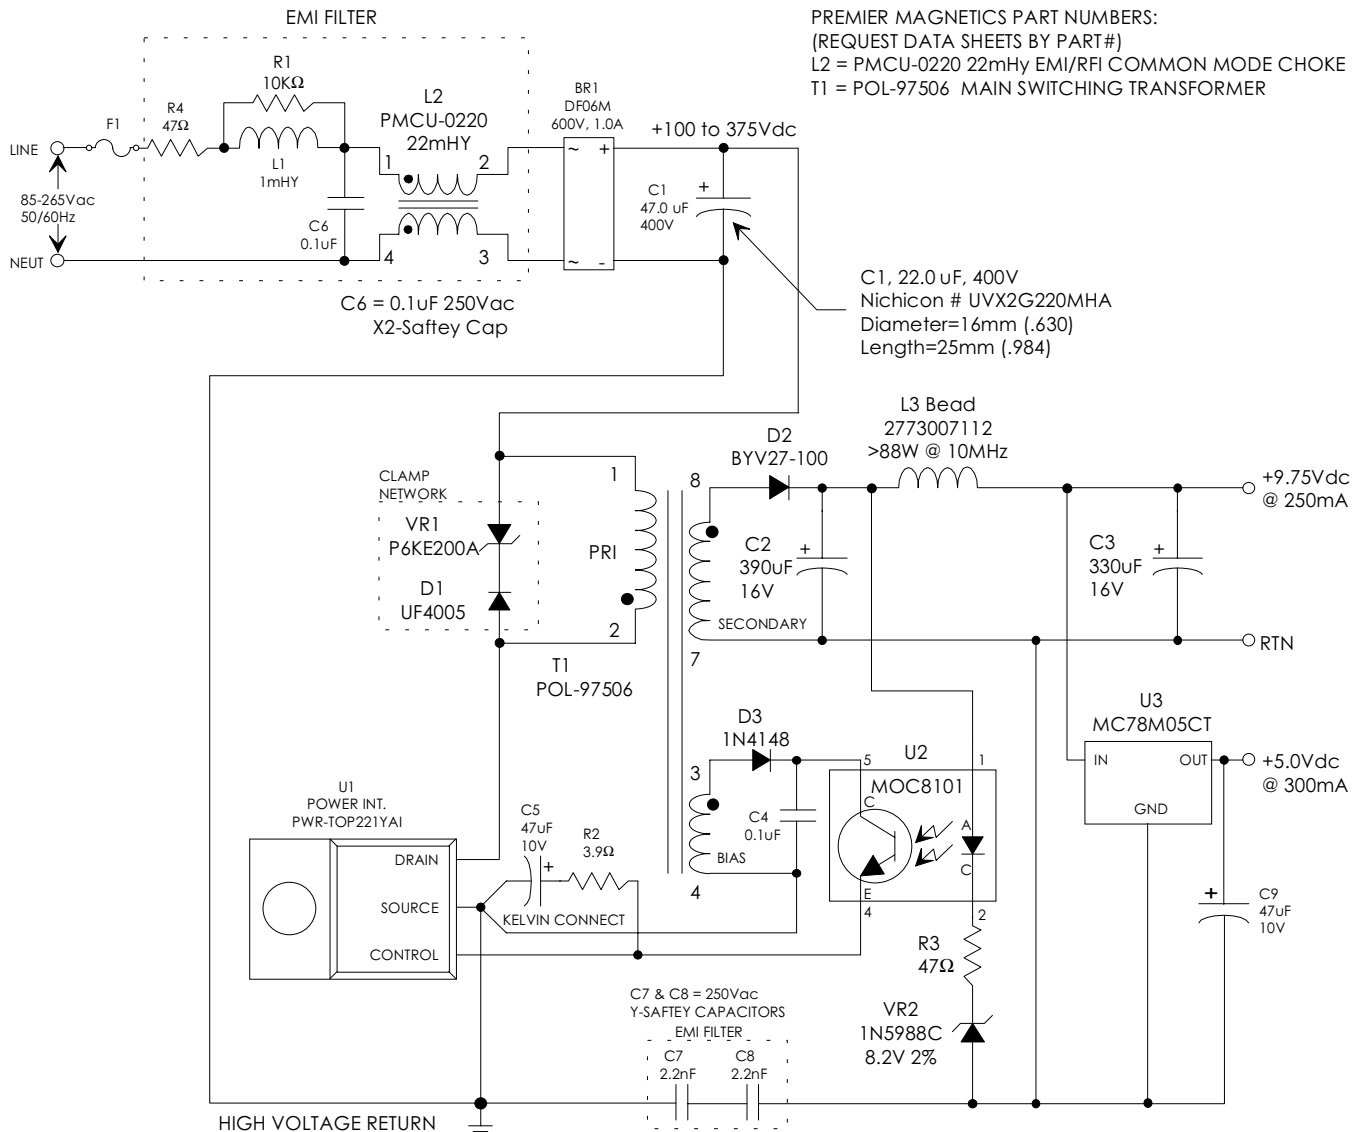 EMI FILTER
PREMIER MAGNETICS PART NUMBERS:
(REQUEST DATA SHEETS BY PART#)
L2 = PMCU-0220 22mHy EMI/RFI COMMON MODE CHOKE
T1 = POL-97506 MAIN SWITCHING TRANSFORMER
R1
10KΩ
F1
R4
47Ω
L1
1mHY
LINE
85-265Vac
50/60Hz
NEUT
C6
0.1uF
L2
PMCU-0220
22mHY
1
2
4
3
BR1
DF06M
600V, 1.0A
~
+
~
-
+100 to 375Vdc
C1
+
47.0 uF
400V
C6 = 0.1uF 250Vac
X2-Saftey Cap
C1, 22.0 uF, 400V
Nichicon # UVX2G220MHA
Diameter=16mm (.630)
Length=25mm (.984)
CLAMP
NETWORK
VR1
P6KE200A
D1
UF4005
1
PRI
2
T1
POL-97506
8
SECONDARY
7
D2
BYV27-100
L3 Bead
2773007112
>88W @ 10MHz
C2
390uF
16V
+
C3
330uF
16V
+
+9.75Vdc
@ 250mA
RTN
U3
MC78M05CT
IN
OUT
GND
+5.0Vdc
@ 300mA
+
C9
47uF
10V
D3
1N4148
3
BIAS
4
C4
0.1uF
U2
MOC8101
5
1
C
A
C
E
4
2
R3
47Ω
VR2
1N5988C
8.2V 2%
U1
POWER INT.
PWR-TOP221YAI
DRAIN
SOURCE
CONTROL
C5
47uF
10V
+
R2
3.9Ω
KELVIN CONNECT
C7 & C8 = 250Vac
Y-SAFTEY CAPACITORS
EMI FILTER
C7
2.2nF
C8
2.2nF
HIGH VOLTAGE RETURN